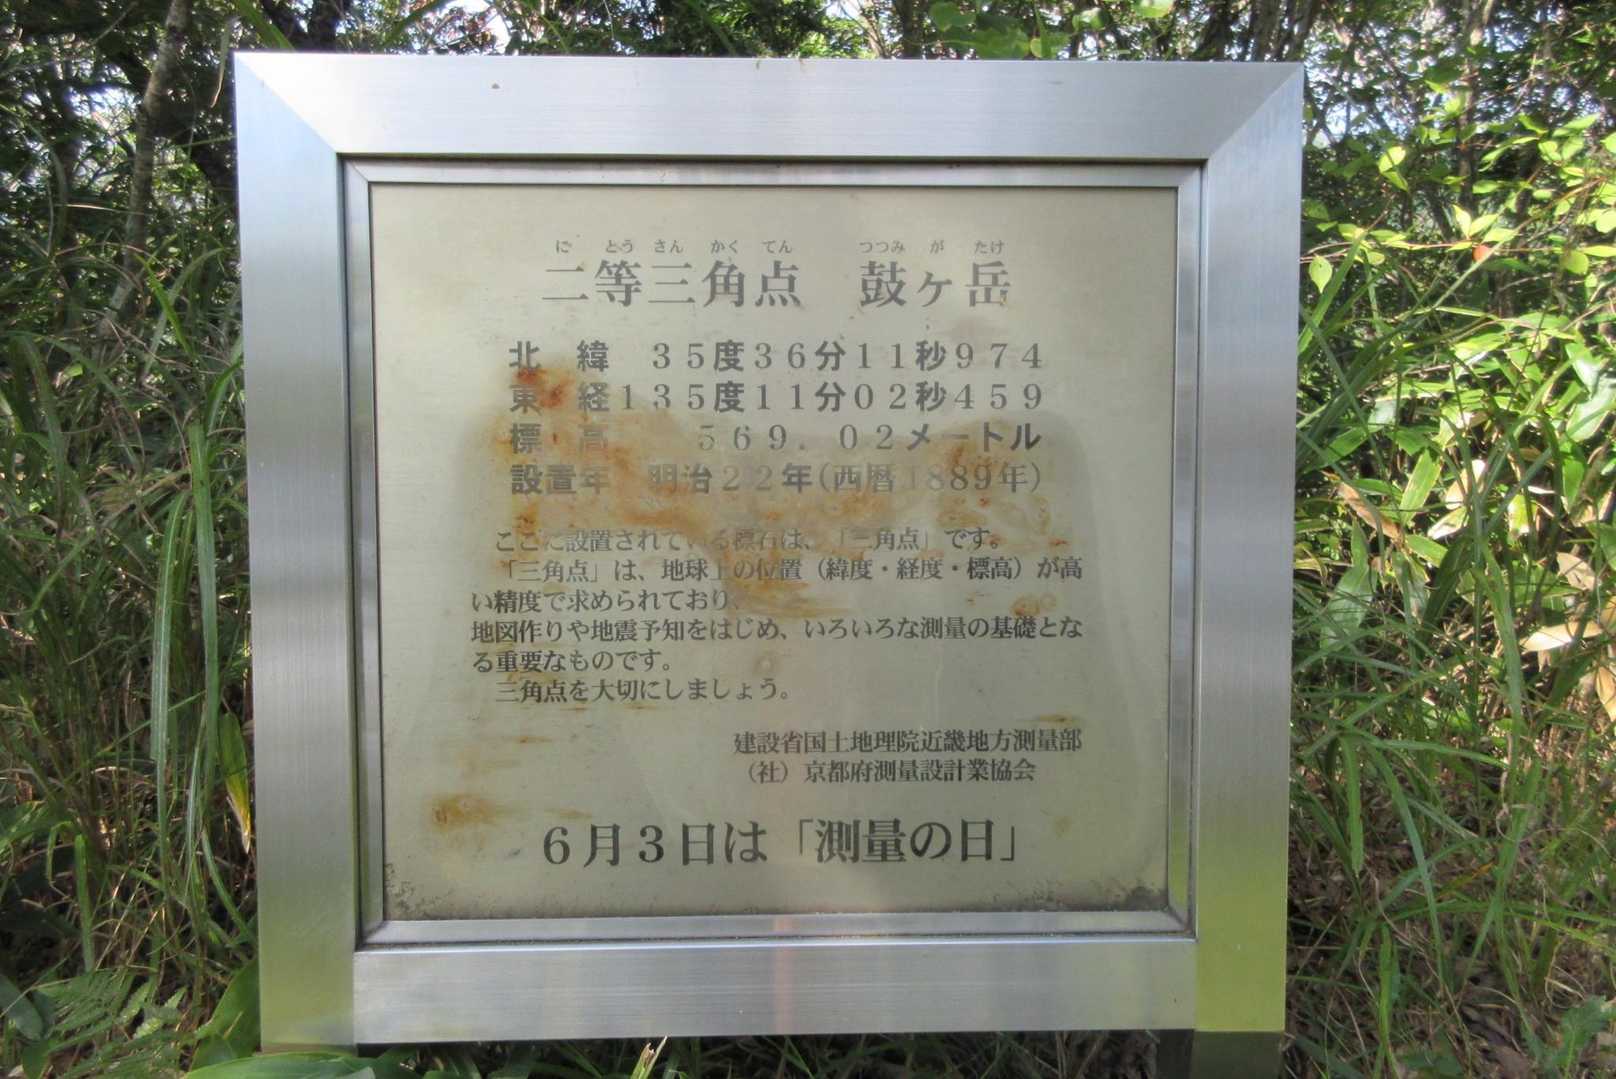 に とう さん かく てん つつみ が たけ
二等三角点 鼓ヶ岳
北 緯 35度36分11秒974
東 経135度11分02秒459
標 高 569.02メートル
設置年 明治22年(西暦1889年)
ここに設置されている標石は、「三角点」です。
「三角点」は、地球上の位置(緯度・経度・標高)が高
い精度で求められており、
地図作りや地震予知をはじめ、いろいろな測量の基礎とな
る重要なものです。
三角点を大切にしましょう。
建設省国土地理院近畿地方測量部
(社)京都府測量設計業協会
6月3日は「測量の日」